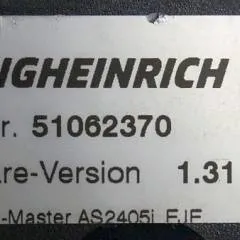 NGHEINRICH
r. 51062370
are-Version 1.31
-Master AS2405i EJE